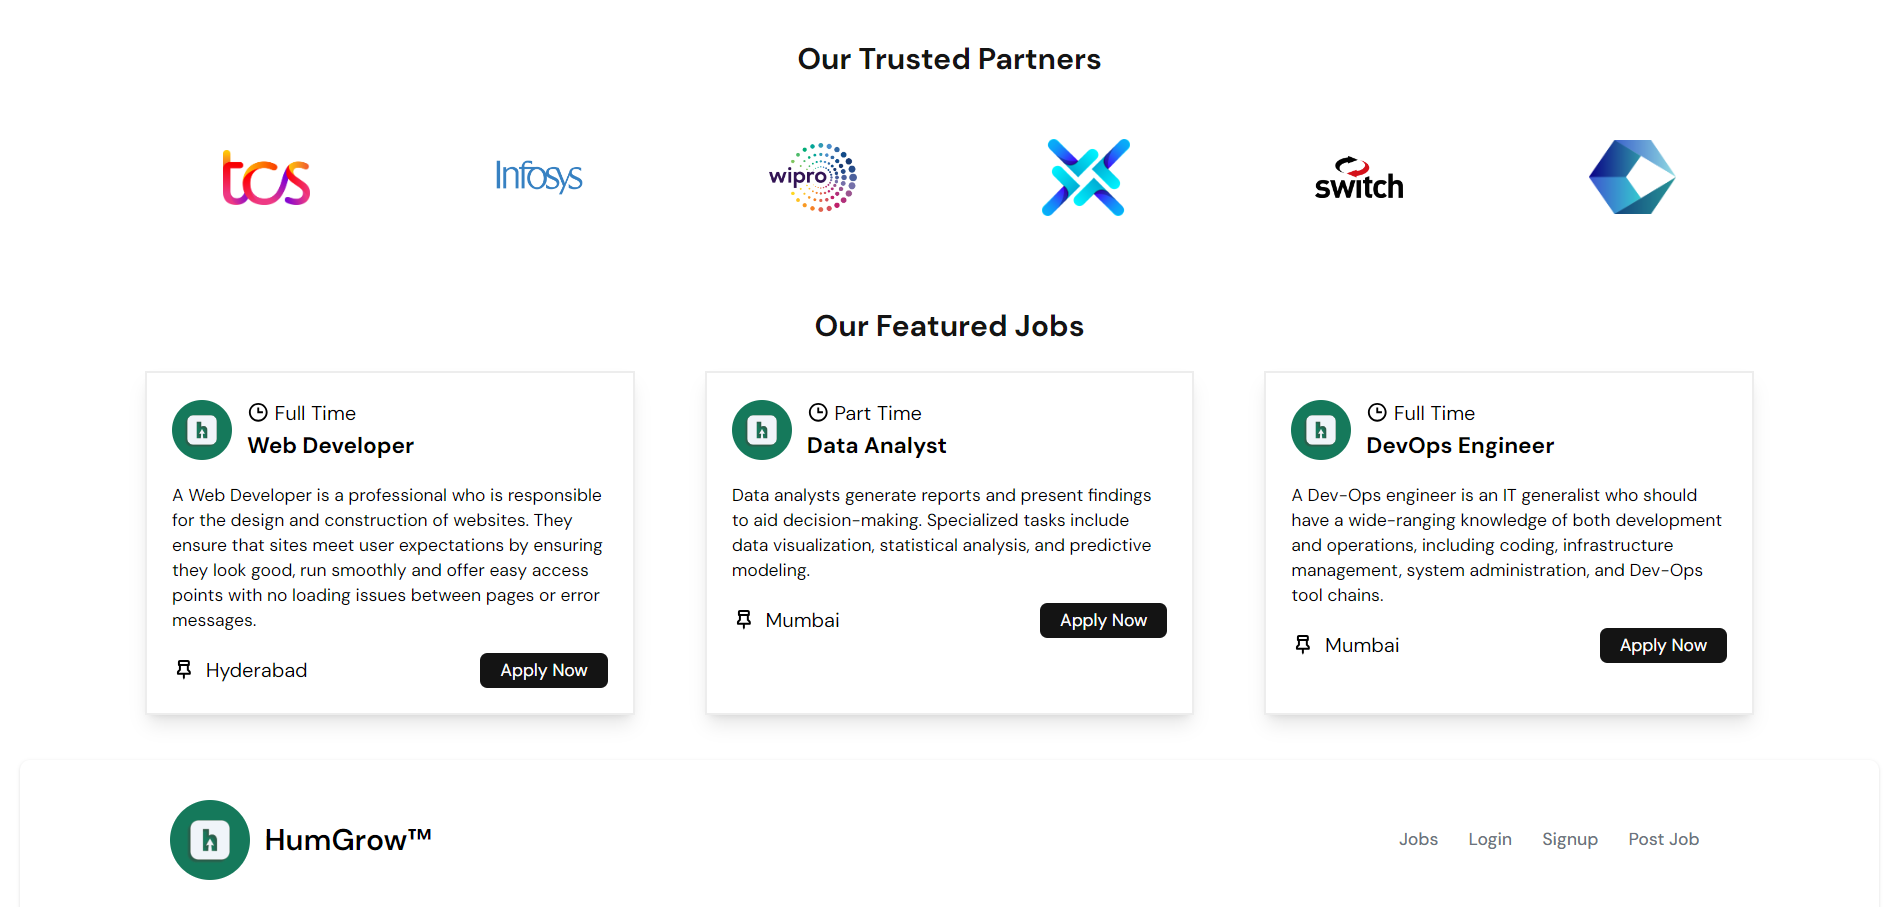 Our Trusted Partners
tcs
Infosys
wipro
switch
Our Featured Jobs
h
Full Time
Web Developer
A Web Developer is a professional who is responsible
for the design and construction of websites. They
ensure that sites meet user expectations by ensuring
they look good, run smoothly and offer easy access
points with no loading issues between pages or error
messages.
Hyderabad
Apply Now
h
Part Time
Data Analyst
Data analysts generate reports and present findings
to aid decision-making. Specialized tasks include
data visualization, statistical analysis, and predictive
modeling.
Mumbai
Apply Now
h
Full Time
DevOps Engineer
A Dev-Ops engineer is an IT generalist who should
have a wide-ranging knowledge of both development
and operations, including coding, infrastructure
management, system administration, and Dev-Ops
tool chains.
Mumbai
Apply Now
h
HumGrow™
Jobs Login Signup Post Job